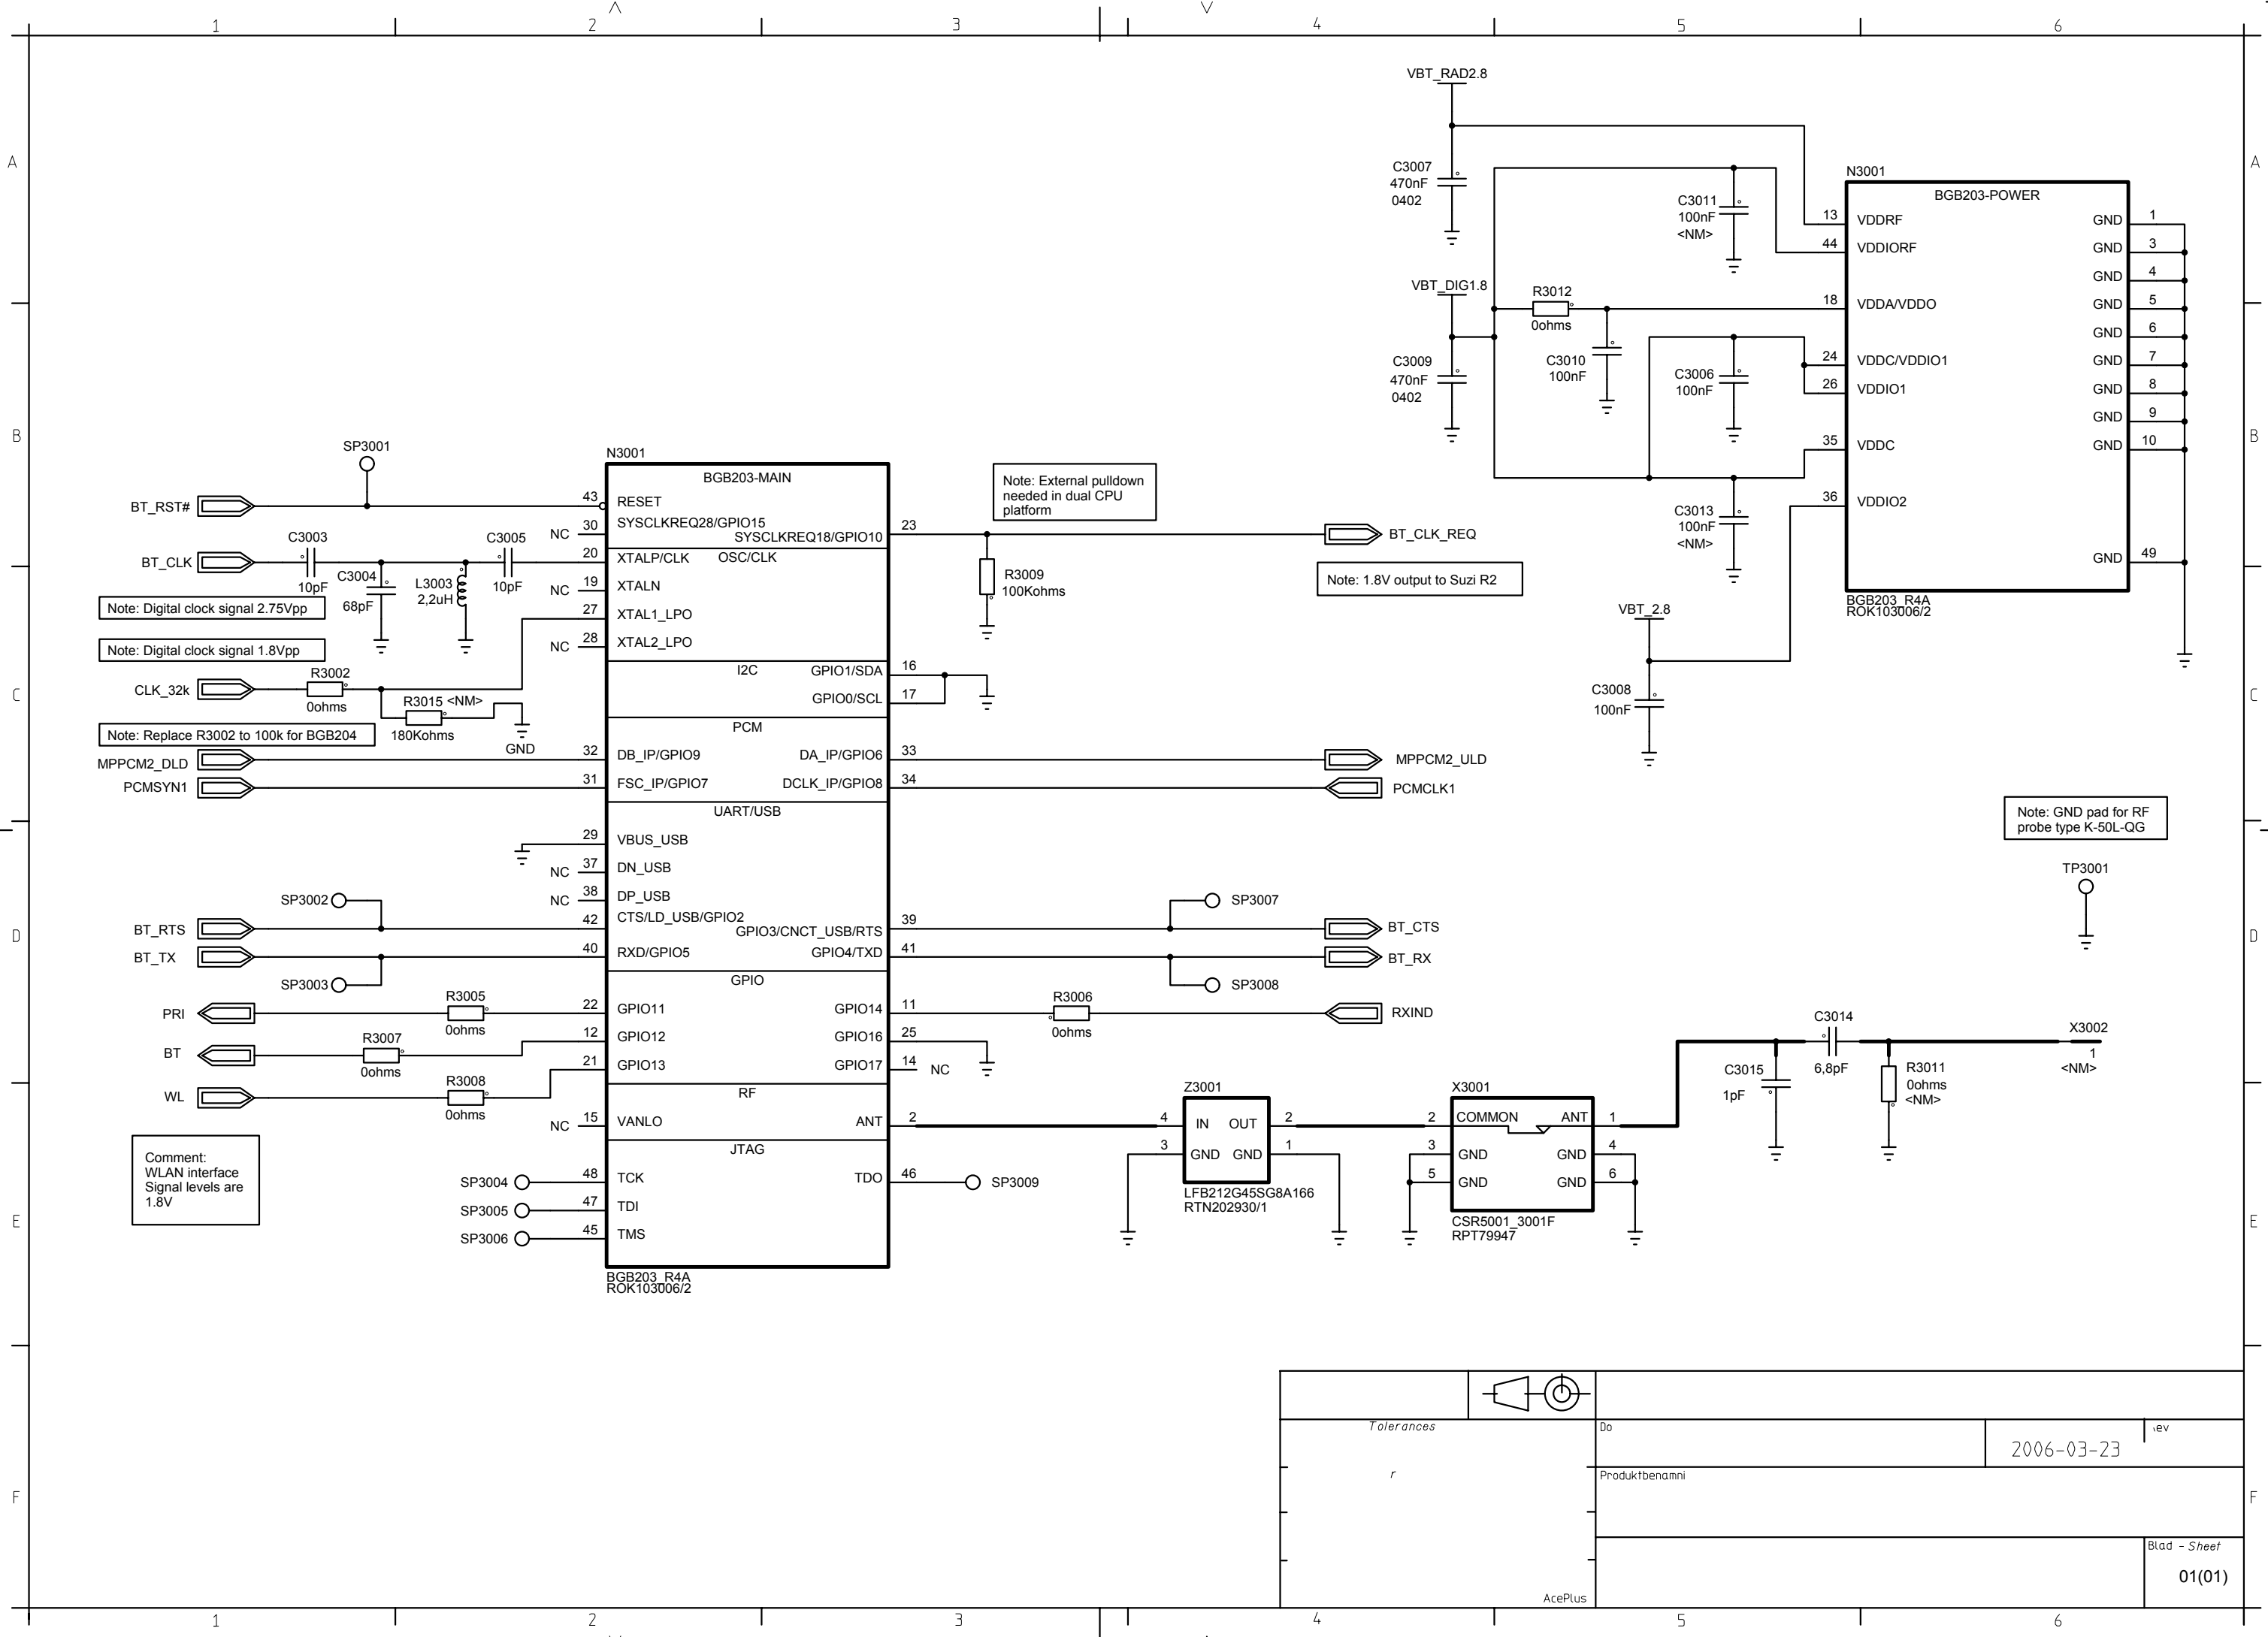 1 2 3 4 5 6
A A
B B
C C
D D
E E
F F
VBT_RAD2.8
C3007
470nF
0402
C3011
100nF
<NM>
VBT_DIG1.8
R3012
0ohms
C3009
470nF
0402
C3010
100nF
C3006
100nF
C3013
100nF
<NM>
VBT_2.8
C3008
100nF
N3001
BGB203-POWER
13 VDDRF GND 1
44 VDDIORF GND 3
GND 4
18 VDDA/VDDO GND 5
GND 6
24 VDDC/VDDIO1 GND 7
26 VDDIO1 GND 8
GND 9
35 VDDC GND 10
36 VDDIO2
GND 49
BGB203_R4A
ROK103006/2
SP3001
BT_RST#
BT_CLK
C3003
10pF
C3004
68pF
L3003
2,2uH
C3005
10pF
Note: Digital clock signal 2.75Vpp
Note: Digital clock signal 1.8Vpp
CLK_32k
R3002
0ohms
R3015 <NM>
180Kohms
GND
Note: Replace R3002 to 100k for BGB204
MPPCM2_DLD
PCMSYN1
SP3002
BT_RTS
BT_TX
SP3003
PRI
R3005
0ohms
BT
R3007
0ohms
WL
R3008
0ohms
Comment:
WLAN interface
Signal levels are
1.8V
SP3004
SP3005
SP3006
N3001
BGB203-MAIN
43 RESET
NC 30 SYSCLKREQ28/GPIO15
SYSCLKREQ18/GPIO10 23
20 XTALP/CLK OSC/CLK
NC 19 XTALN
27 XTAL1_LPO
NC 28 XTAL2_LPO
I2C GPIO1/SDA 16
GPIO0/SCL 17
PCM
32 DB_IP/GPIO9 DA_IP/GPIO6 33
31 FSC_IP/GPIO7 DCLK_IP/GPIO8 34
UART/USB
29 VBUS_USB
NC 37 DN_USB
NC 38 DP_USB
42 CTS/LD_USB/GPIO2
GPIO3/CNCT_USB/RTS 39
40 RXD/GPIO5 GPIO4/TXD 41
GPIO
22 GPIO11 GPIO14 11
12 GPIO12 GPIO16 25
21 GPIO13 GPIO17 14 NC
RF
NC 15 VANLO ANT 2
JTAG
48 TCK TDO 46 SP3009
47 TDI
45 TMS
BGB203_R4A
ROK103006/2
Note: External pulldown
needed in dual CPU
platform
BT_CLK_REQ
R3009
100Kohms
Note: 1.8V output to Suzi R2
MPPCM2_ULD
PCMCLK1
SP3007
BT_CTS
BT_RX
SP3008
R3006
0ohms
RXIND
Z3001
4 IN OUT 2
3 GND GND 1
LFB212G45SG8A166
RTN202930/1
X3001
2 COMMON ANT 1
3 GND GND 4
5 GND GND 6
CSR5001_3001F
RPT79947
Note: GND pad for RF
probe type K-50L-QG
TP3001
C3015
1pF
C3014
6,8pF
R3011
0ohms
<NM>
X3002
1
<NM>
Tolerances
r
Do
2006-03-23
ev
Produktbenamni
Blad - Sheet
01(01)
AcePlus
1 2 3 4 5 6